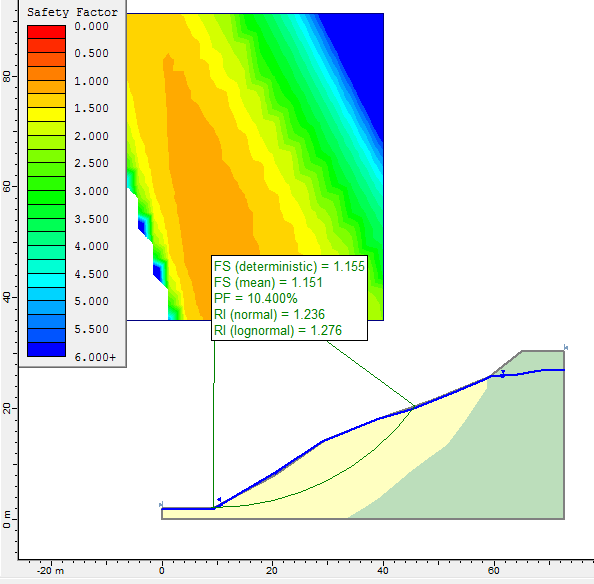 Safety Factor
0.000
0.500
1.000
1.500
2.000
2.500
3.000
3.500
4.000
4.500
5.000
5.500
6.000+
80
60
40
20
0 m
FS (deterministic) = 1.155
FS (mean) = 1.151
PF = 10.400%
RI (normal) = 1.236
RI (lognormal) = 1.276
-20 m
0
20
40
60